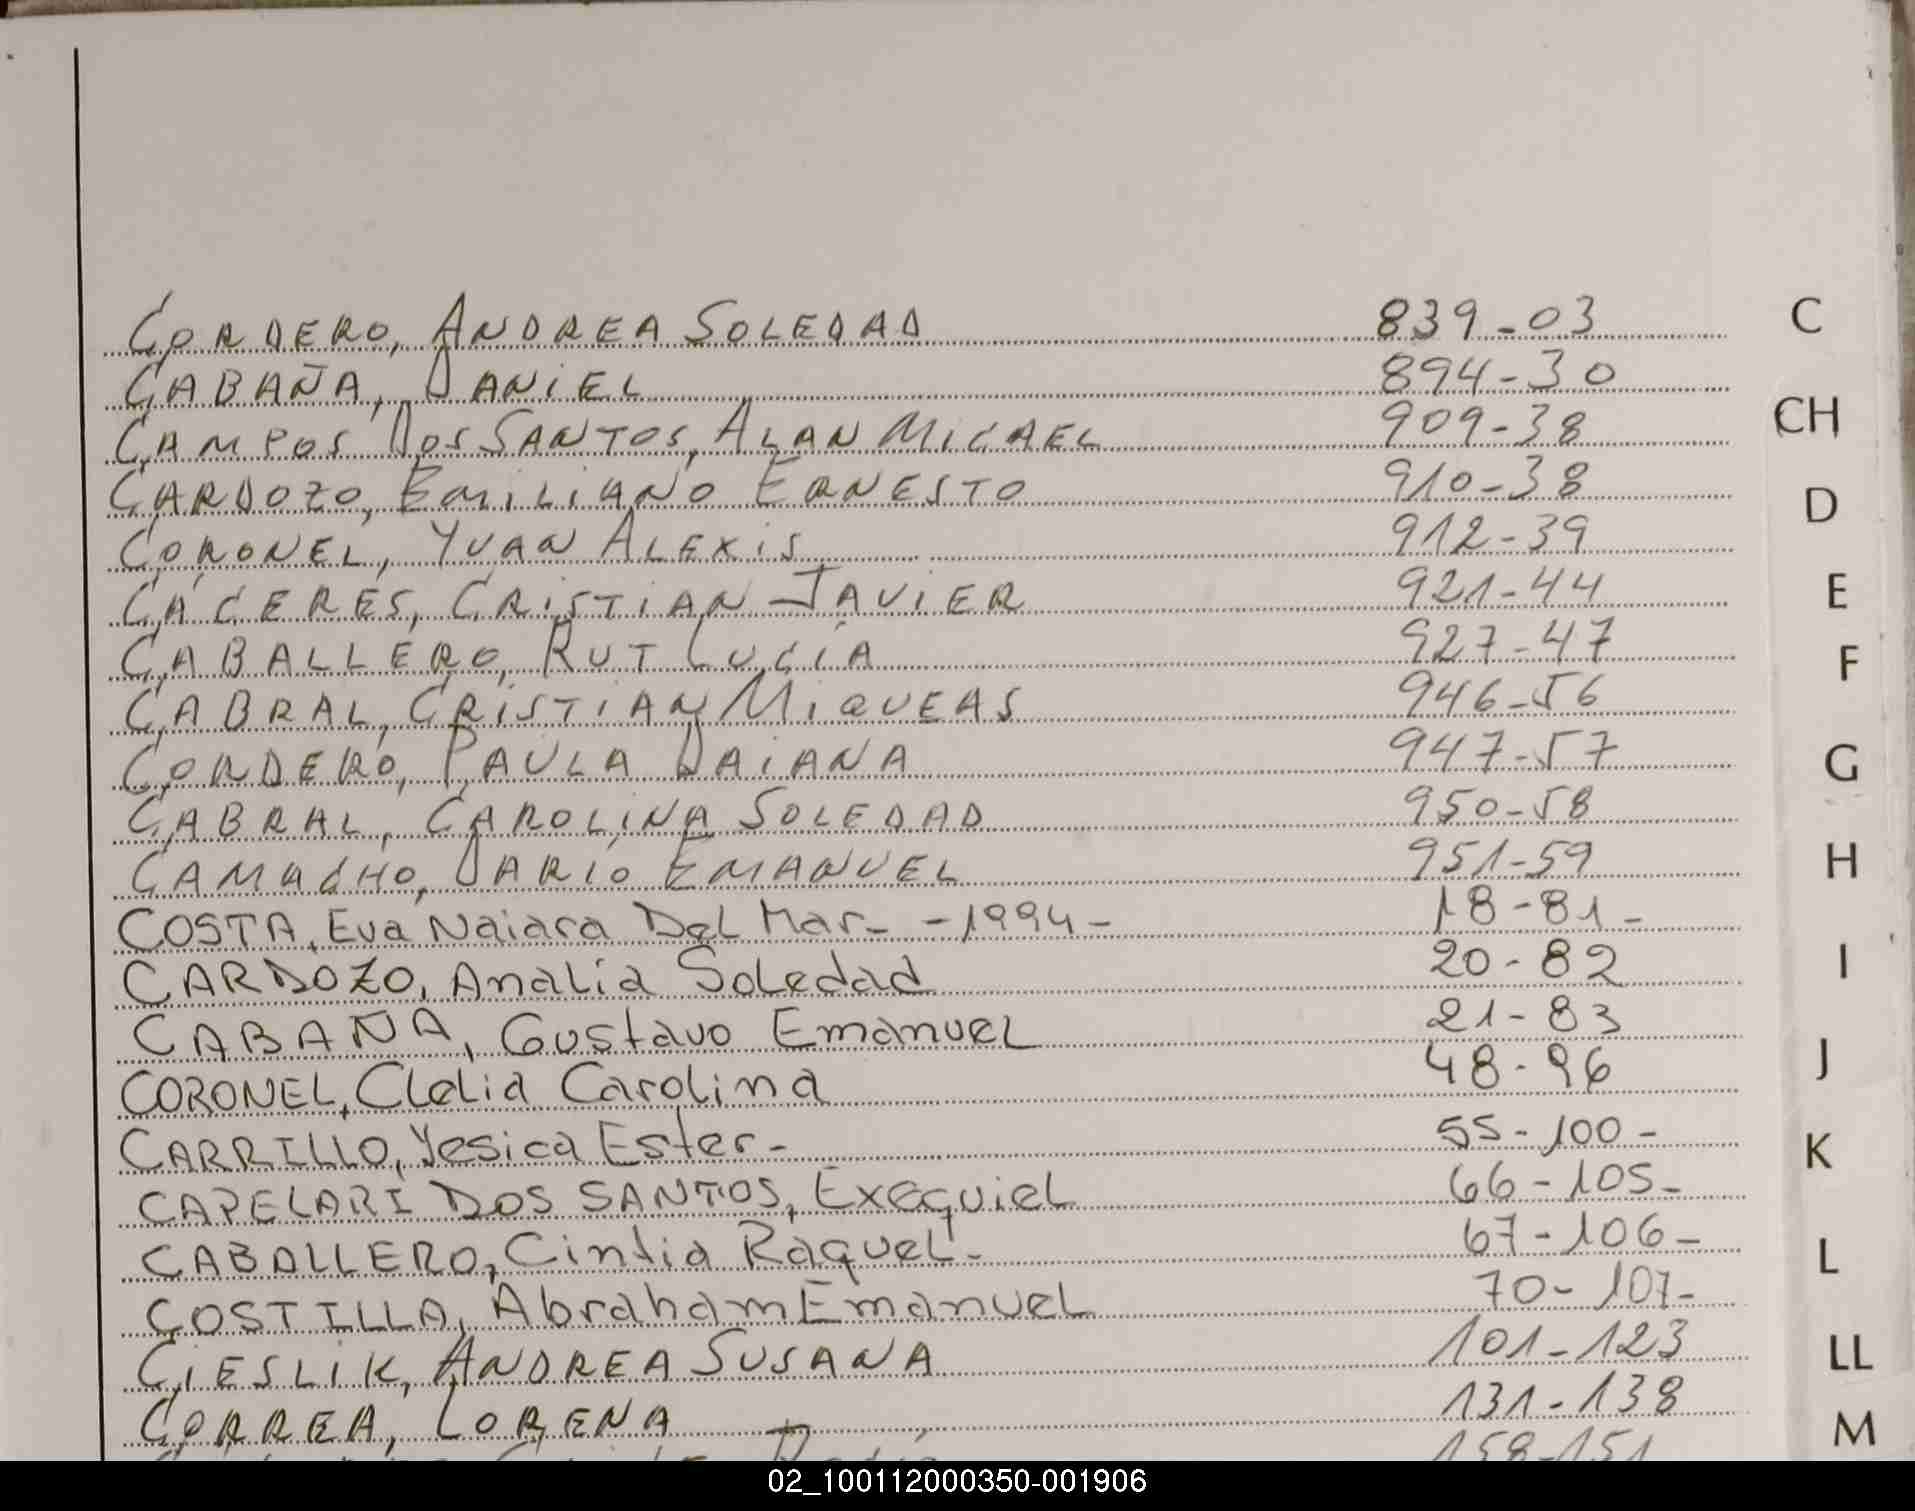 CORDERO, ANDREA SOLEDAD 839-03
CABAÑA, DANIEL 894-30
CAMPOS DOS SANTOS, ALAN MICAEL 909-38
CARDOZO, EMILIANO ERNESTO 910-38
CORONEL, YVAN ALEXIS 912-39
CÁCERES, CRISTIAN JAVIER 921-44
CABALLERO, RUT LUCÍA 927-47
CABRAL, CRISTIAN MIQUEAS 946-56
CORDERO, PAULA DAIANA 947-57
CABRAL, CAROLINA SOLEDAD 950-58
CAMACHO, DARÍO EMANUEL 951-59
COSTA, Eva Naiara Del Mar- -1994- 18-81-
CARDOZO, Analia Soledad 20-82
CABAÑA, Gustavo Emanuel 21-83
CORONEL, Clelia Carolina 48-96
CARRILLO, Yesica Ester- 55-100-
CAPELARI DOS SANTOS, Exequiel 66-105-
CABALLERO, Cintia Raquel- 67-106-
COSTILLA, Abraham Emanuel 70-107-
CIESLIK, ANDREA SUSANA 101-123
CORREA, LORENA 131-138
158-151
C
CH
D
E
F
G
H
I
J
K
L
LL
M
02_100112000350-001906